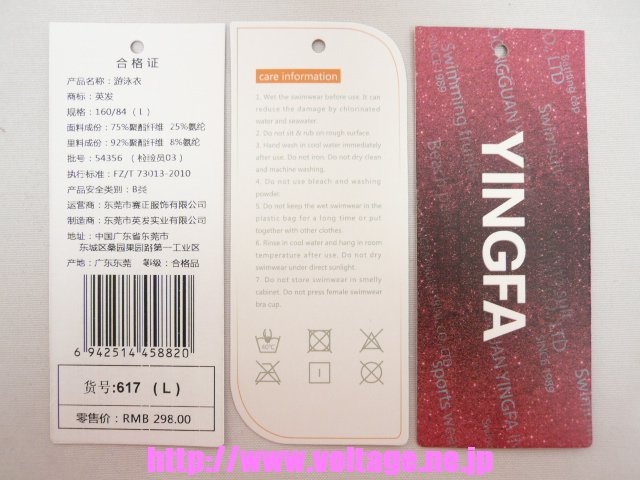 合格证
产品名称：游泳衣
商标：英发
规格：160/84（L）
面料成份：75%聚酯纤维 25%氨纶
里料成份：92%聚酯纤维 8%氨纶
批号：54356 （检验员03）
执行标准：FZ/T 73013-2010
产品安全类别：B类
运营商：东莞市赛正服饰有限公司
制造商：东莞市英发实业有限公司
地址：中国广东省东莞市
东城区桑园果园路第一工业区
产地：广东东莞 等级：合格品
6 942514 458820
货号:617 (L)
零售价：RMB 298.00
care information
1. Wet the swimwear before use. It can
reduce the damage by chlorinated
water and seawater.
2. Do not sit & rub on rough surface.
3. Hand wash in cool water immediately
after use. Do not iron. Do not dry clean
and machine washing.
4. Do not use bleach and washing
powder.
5. Do not keep the wet swimwear in the
plastic bag for a long time or put
together with other clothes
6. Rinse in cool water and hang in room
temperature after use. Do not dry
swimwear under direct sunlight.
7. Do not store swimwear in smelly
cabinet. Do not press female swimwear
bra cup.
40℃
YINGFA
CO., LTD
SINCE 1989
Swimming
http://www.voltage.ne.jp